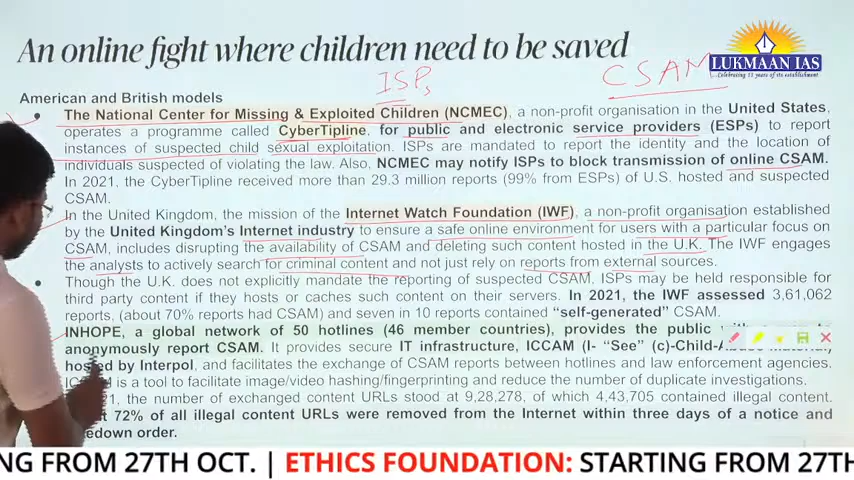 An online fight where children need to be saved
LUKMAAN IAS
Celebrating 11 years of its establishment
ISPs
CSAM
American and British models
• The National Center for Missing & Exploited Children (NCMEC), a non-profit organisation in the United States,
operates a programme called CyberTipline, for public and electronic service providers (ESPs) to report
instances of suspected child sexual exploitation. ISPs are mandated to report the identity and the location of
individuals suspected of violating the law. Also, NCMEC may notify ISPs to block transmission of online CSAM.
In 2021, the CyberTipline received more than 29.3 million reports (99% from ESPs) of U.S. hosted and suspected
CSAM.
In the United Kingdom, the mission of the Internet Watch Foundation (IWF), a non-profit organisation established
by the United Kingdom's Internet industry to ensure a safe online environment for users with a particular focus on
CSAM, includes disrupting the availability of CSAM and deleting such content hosted in the U.K. The IWF engages
the analysts to actively search for criminal content and not just rely on reports from external sources.
• Though the U.K. does not explicitly mandate the reporting of suspected CSAM, ISPs may be held responsible for
third party content if they hosts or caches such content on their servers. In 2021, the IWF assessed 3,61,062
reports, (about 70% reports had CSAM) and seven in 10 reports contained "self-generated" CSAM.
INHOPE, a global network of 50 hotlines (46 member countries), provides the public
anonymously report CSAM. It provides secure IT infrastructure, ICCAM (I- "See" (c)-Child-
hosted by Interpol, and facilitates the exchange of CSAM reports between hotlines and law enforcement agencies.
is a tool to facilitate image/video hashing/fingerprinting and reduce the number of duplicate investigations.
the number of exchanged content URLs stood at 9,28,278, of which 4,43,705 contained illegal content.
72% of all illegal content URLs were removed from the Internet within three days of a notice and
edown order.
NG FROM 27TH OCT. | ETHICS FOUNDATION: STARTING FROM 27TH